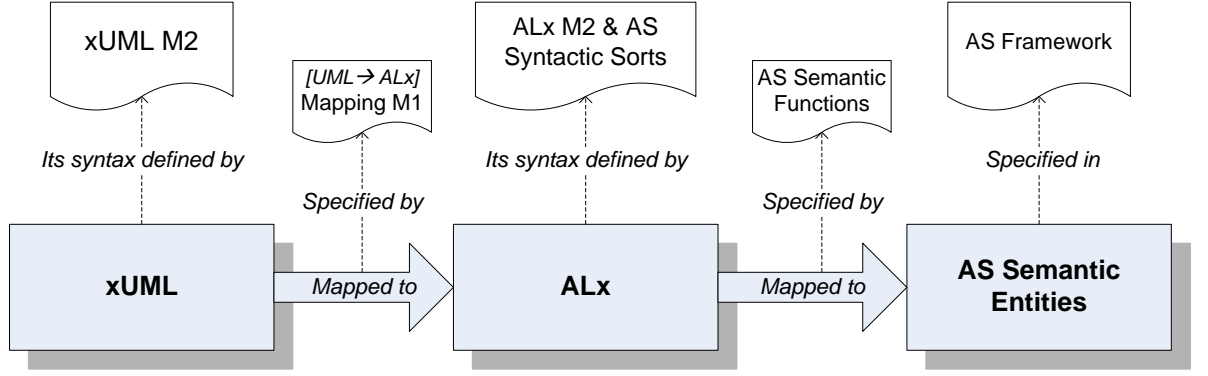 xUML M2
[UML→ ALx]
Mapping M1
ALx M2 & AS
Syntactic Sorts
AS Semantic
Functions
AS Framework
Its syntax defined by
Specified by
Its syntax defined by
Specified by
Specified in
xUML
Mapped to
ALx
Mapped to
AS Semantic
Entities